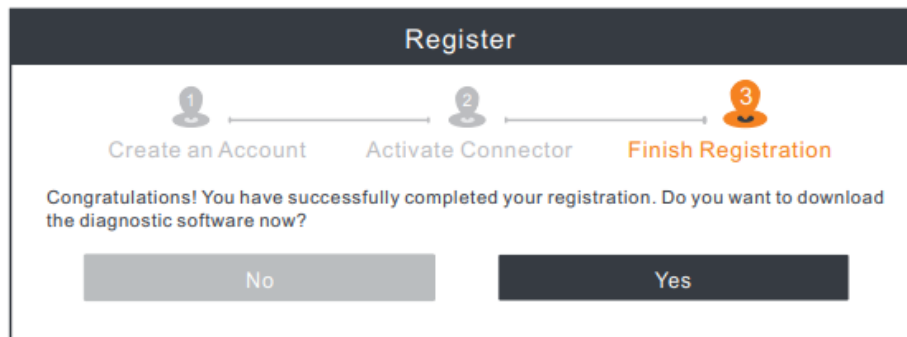 Register
1
2
3
Create an Account
Activate Connector
Finish Registration
Congratulations! You have successfully completed your registration. Do you want to download
the diagnostic software now?
No
Yes